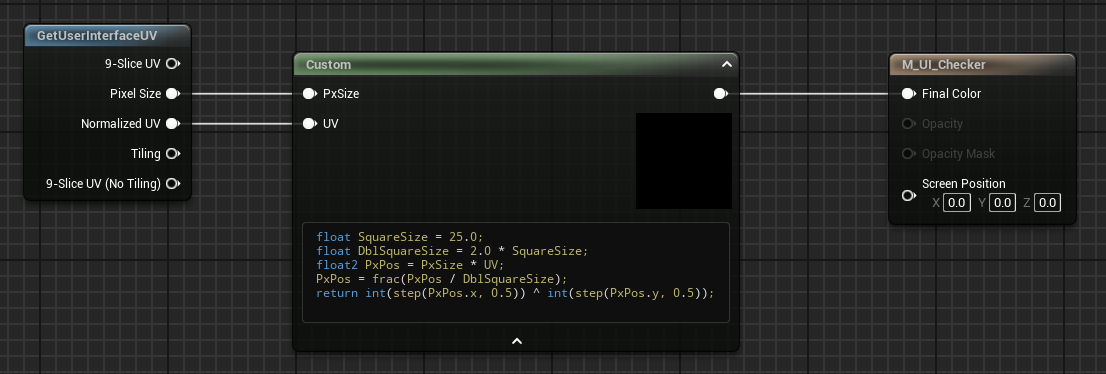 GetUserInterfaceUV
9-Slice UV
Pixel Size
Normalized UV
Tiling
9-Slice UV (No Tiling)
Custom
PxSize
UV
float SquareSize = 25.0;
float DblSquareSize = 2.0 * SquareSize;
float2 PxPos = PxSize * UV;
PxPos = frac(PxPos / DblSquareSize);
return int(step(PxPos.x, 0.5)) ^ int(step(PxPos.y, 0.5));
M_UI_Checker
Final Color
Opacity
Opacity Mask
Screen Position
X 0.0 Y 0.0 Z 0.0